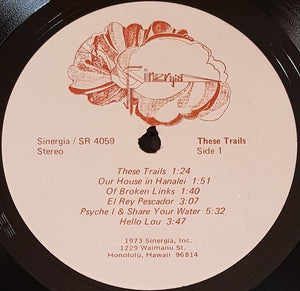 Sinergia
Sinergia / SR 4059
Stereo
These Trails
Side 1
These Trails 1:24
Our House in Hanalei 1:51
Of Broken Links 1:40
El Rey Pescador 3:07
Psyche I & Share Your Water 5:32
Hello Lou 3:47
1973 Sinergia, Inc.
1229 Waimanu St.
Honolulu, Hawaii 96814